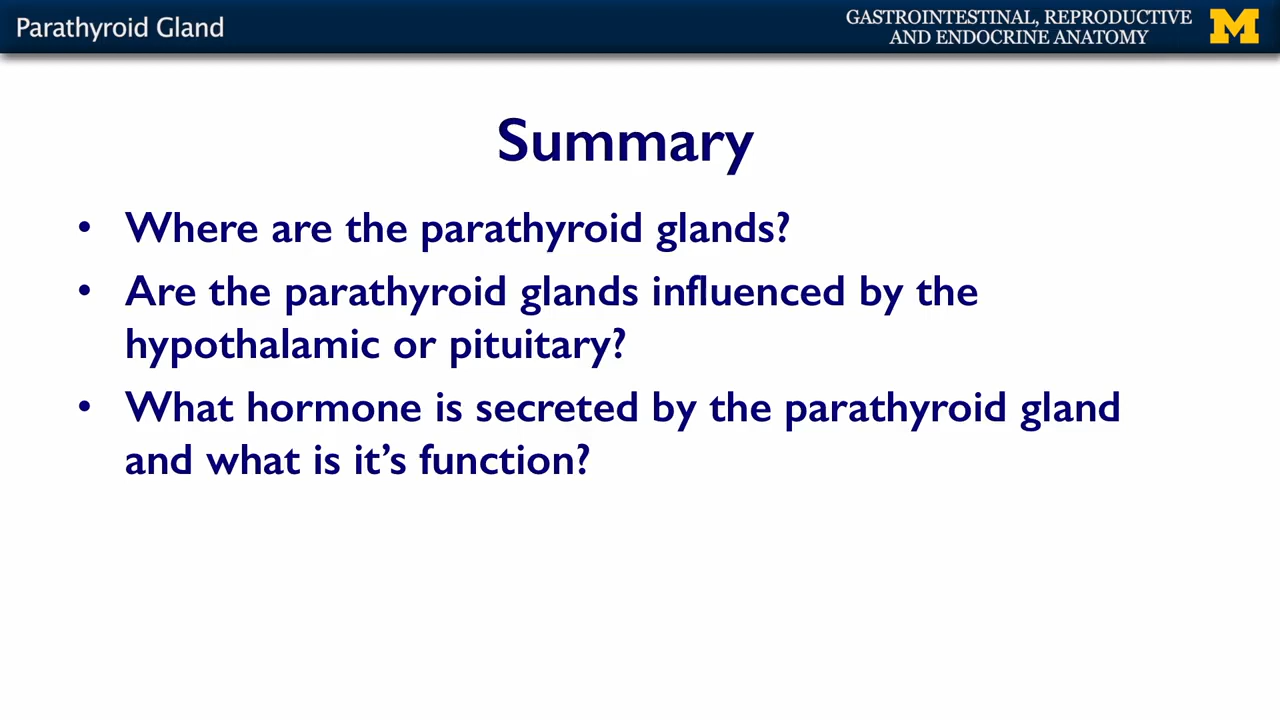 Parathyroid Gland
GASTROINTESTINAL, REPRODUCTIVE
AND ENDOCRINE ANATOMY
M
Summary
• Where are the parathyroid glands?
• Are the parathyroid glands influenced by the
hypothalamic or pituitary?
• What hormone is secreted by the parathyroid gland
and what is it’s function?